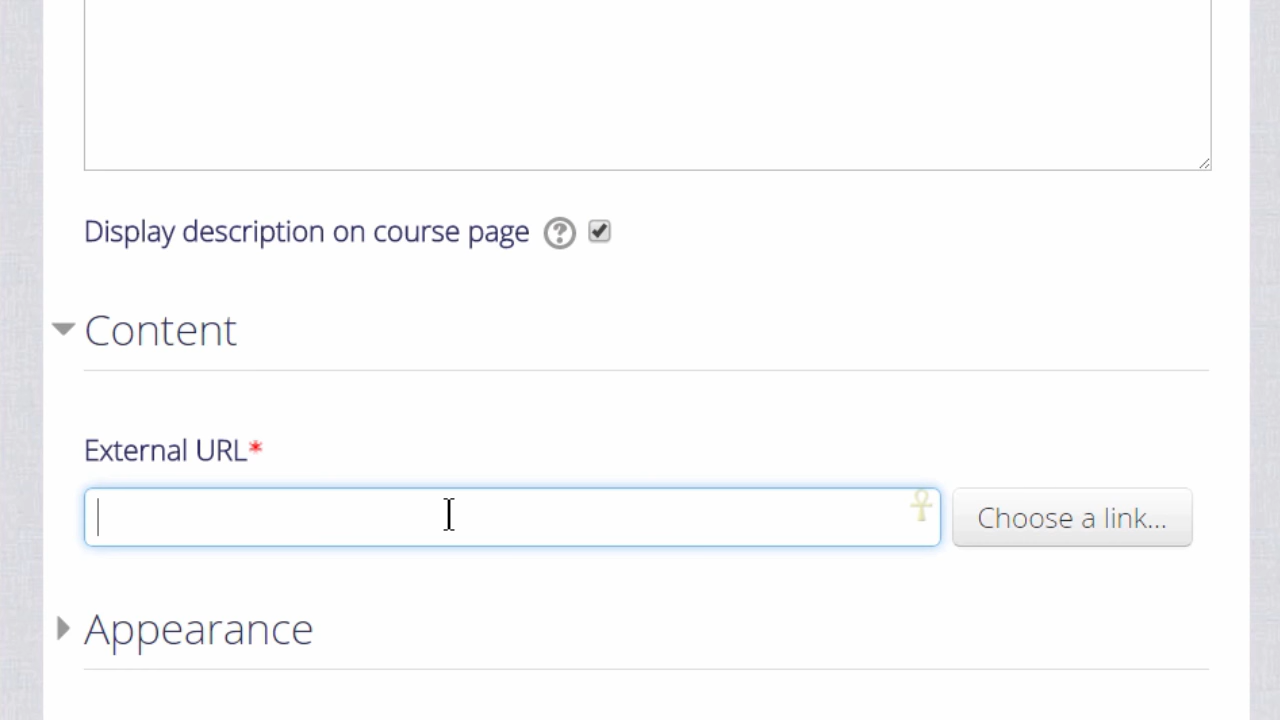 Display description on course page
Content
External URL*
Choose a link...
Appearance